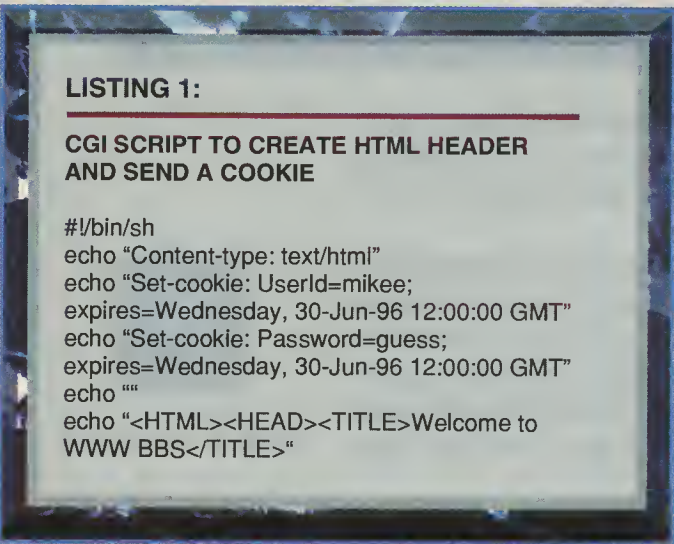 LISTING 1:
CGI SCRIPT TO CREATE HTML HEADER
AND SEND A COOKIE
#!/bin/sh
echo “Content-type: text/html”
echo “Set-cookie: UserId=mikee;
expires=Wednesday, 30-Jun-96 12:00:00 GMT”
echo “Set-cookie: Password=guess;
expires=Wednesday, 30-Jun-96 12:00:00 GMT”
echo “”
echo “<HTML><HEAD><TITLE>Welcome to
WWW BBS</TITLE>“